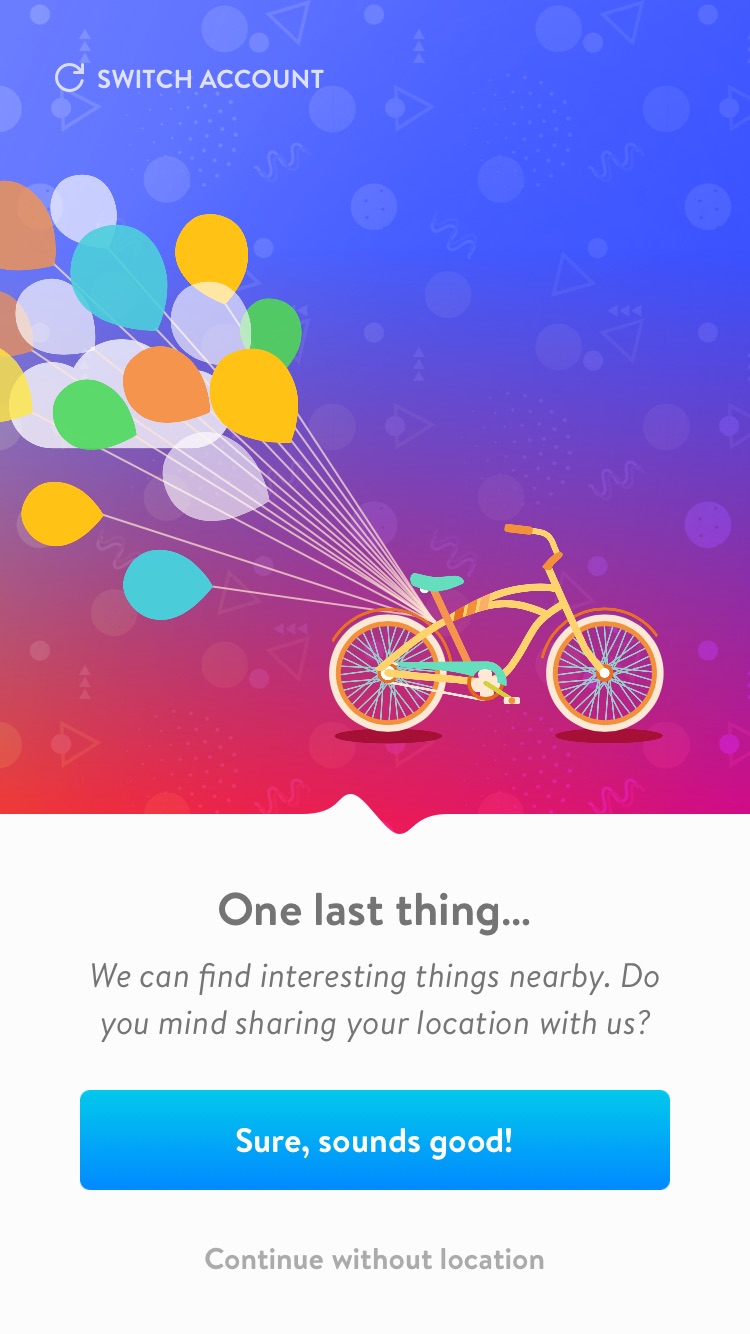 SWITCH ACCOUNT
One last thing...
We can find interesting things nearby. Do
you mind sharing your location with us?
Sure, sounds good!
Continue without location